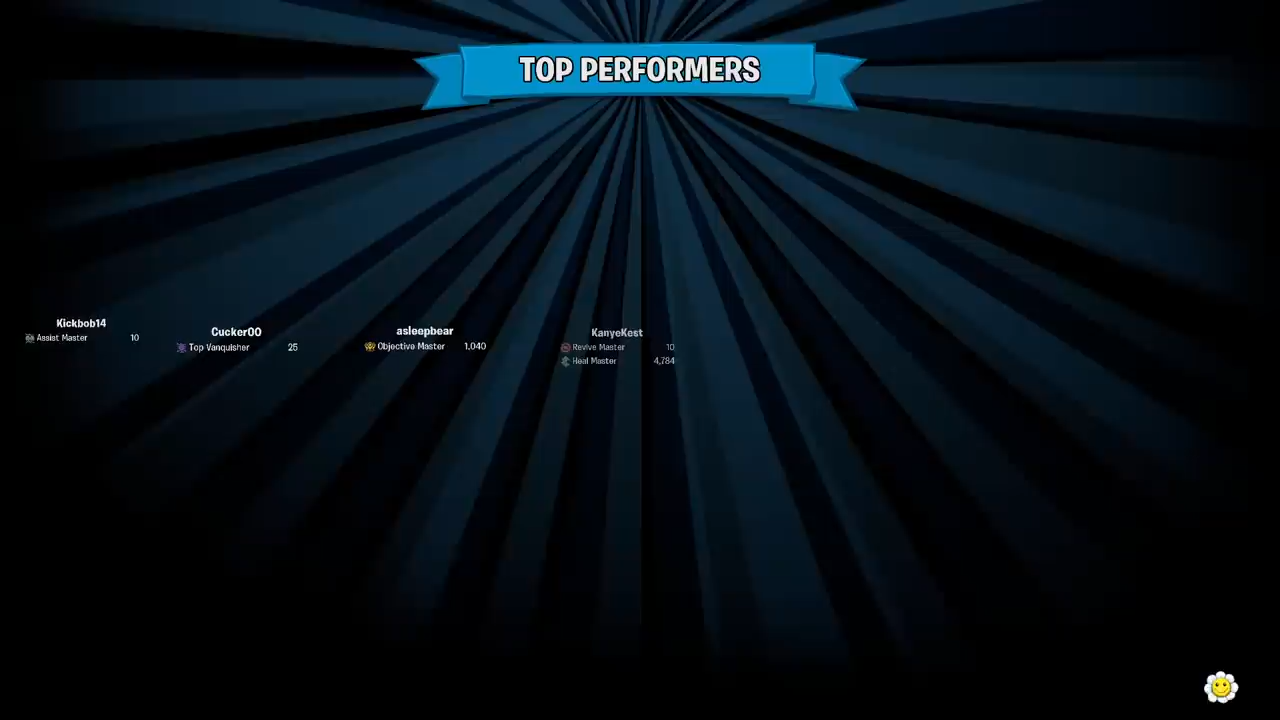 TOP PERFORMERS
Kickbob14
Assist Master 10
Cucker00
Top Vanquisher 25
asleepbear
Objective Master 1,040
KanyeKest
Revive Master 10
Heal Master 4,784